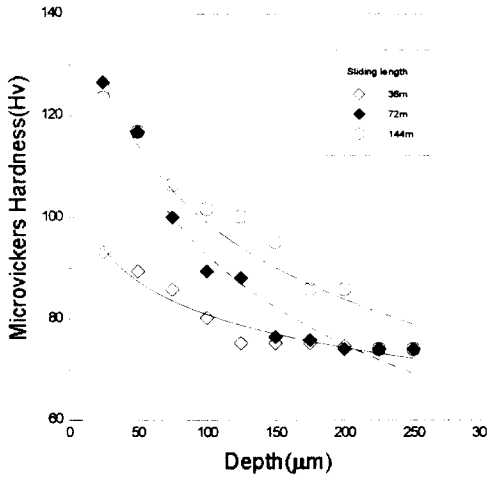 140
120
100
80
60
Microvickers Hardness(Hv)
Sliding length
36m
72m
144m
0
50
100
150
200
250
30
Depth(μm)